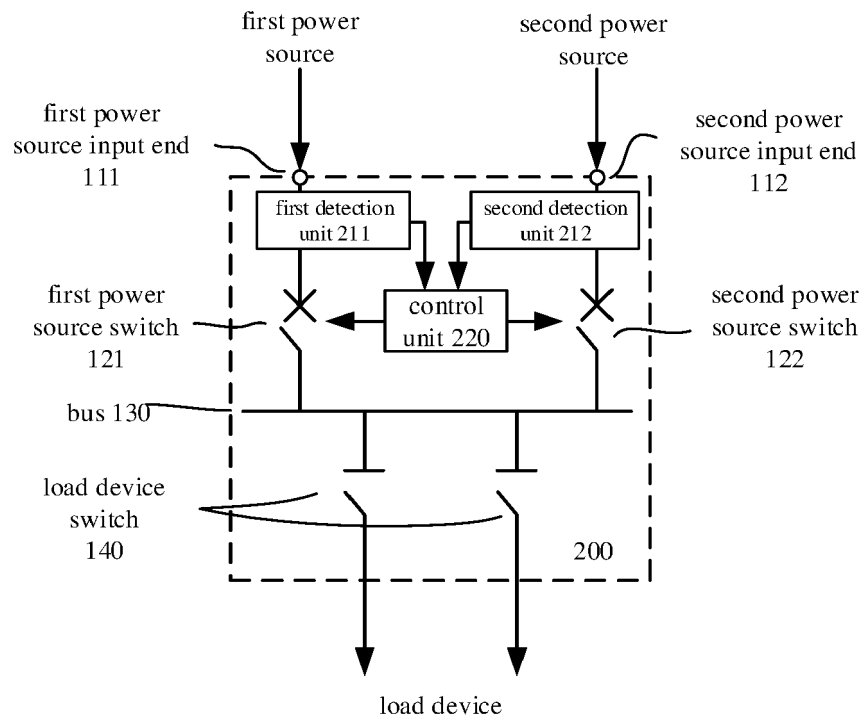 first power
source
second power
source
first power
source input end
111
second power
source input end
112
first detection
unit 211
second detection
unit 212
first power
source switch
121
control
unit 220
second power
source switch
122
bus 130
load device
switch
140
200
load device